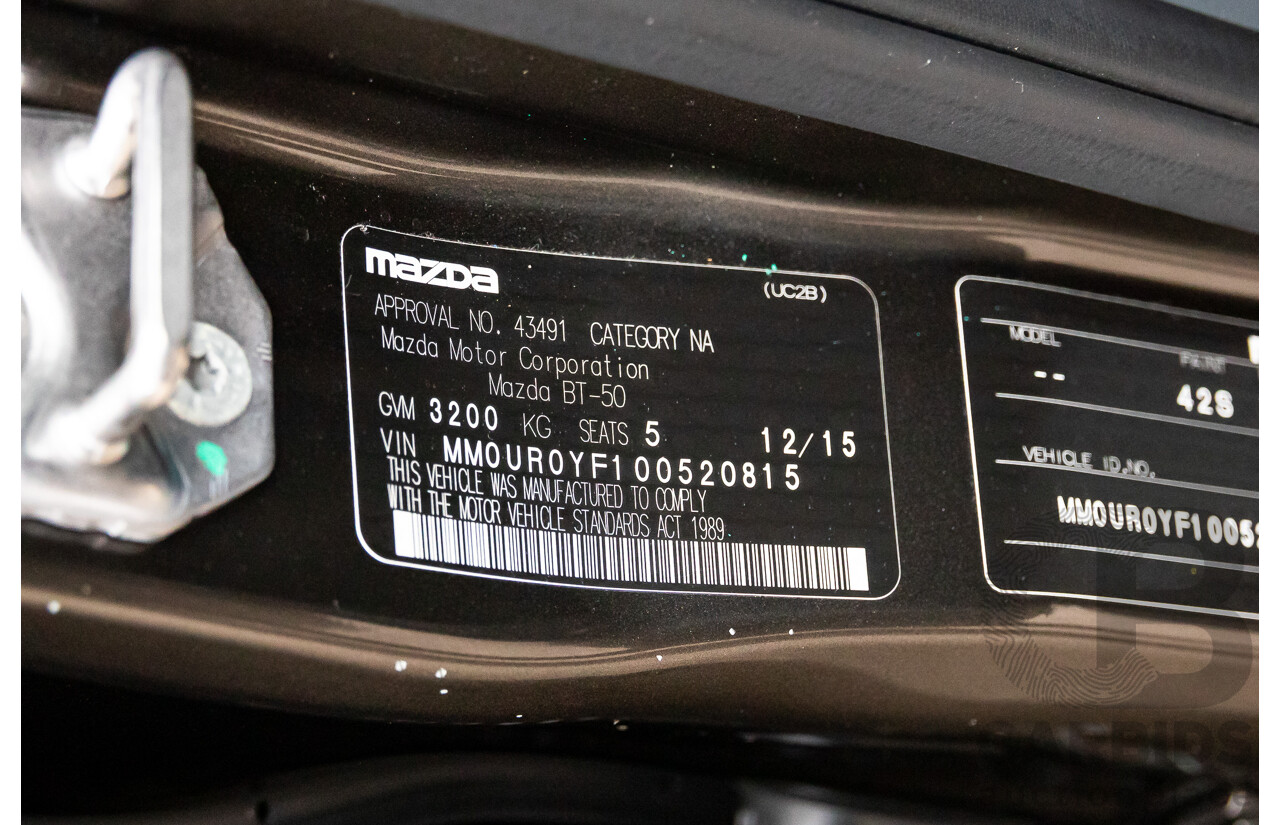 mazda
(UC2B)
APPROVAL NO. 43491 CATEGORY NA
Mazda Motor Corporation
Mazda BT-50
GVM 3200 KG SEATS 5 12/15
VIN MM0UR0YF100520815
THIS VEHICLE WAS MANUFACTURED TO COMPLY
WITH THE MOTOR VEHICLE STANDARDS ACT 1989.
MODEL
PAINT
-- 42S
VEHICLE ID.NO.
MM0UR0YF10052